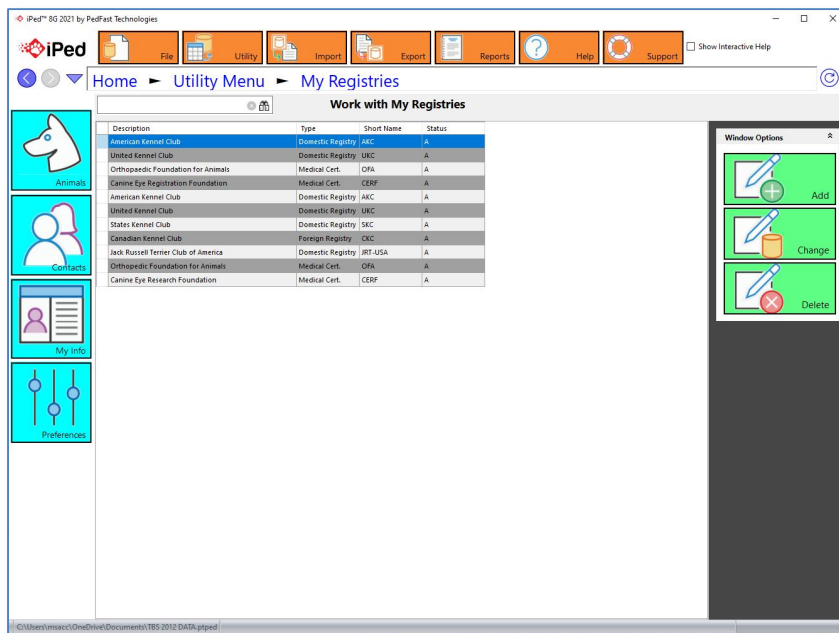 iPed™ 8G 2021 by PedFast Technologies
iPed
File
Utility
Import
Export
Reports
Help
Support
Show Interactive Help
Home ► Utility Menu ► My Registries
Work with My Registries
Description Type Short Name Status
American Kennel Club Domestic Registry AKC A
United Kennel Club Domestic Registry UKC A
Orthopaedic Foundation for Animals Medical Cert. OFA A
Canine Eye Registration Foundation Medical Cert. CERF A
American Kennel Club Domestic Registry AKC A
United Kennel Club Domestic Registry UKC A
States Kennel Club Domestic Registry SKC A
Canadian Kennel Club Foreign Registry CKC A
Jack Russell Terrier Club of America Domestic Registry JRT-USA A
Orthopedic Foundation for Animals Medical Cert. OFA A
Canine Eye Research Foundation Medical Cert. CERF A
Animals
Contacts
My Info
Preferences
Window Options
Add
Change
Delete
C:\Users\msacc\OneDrive\Documents\TBS 2012 DATA.ptped